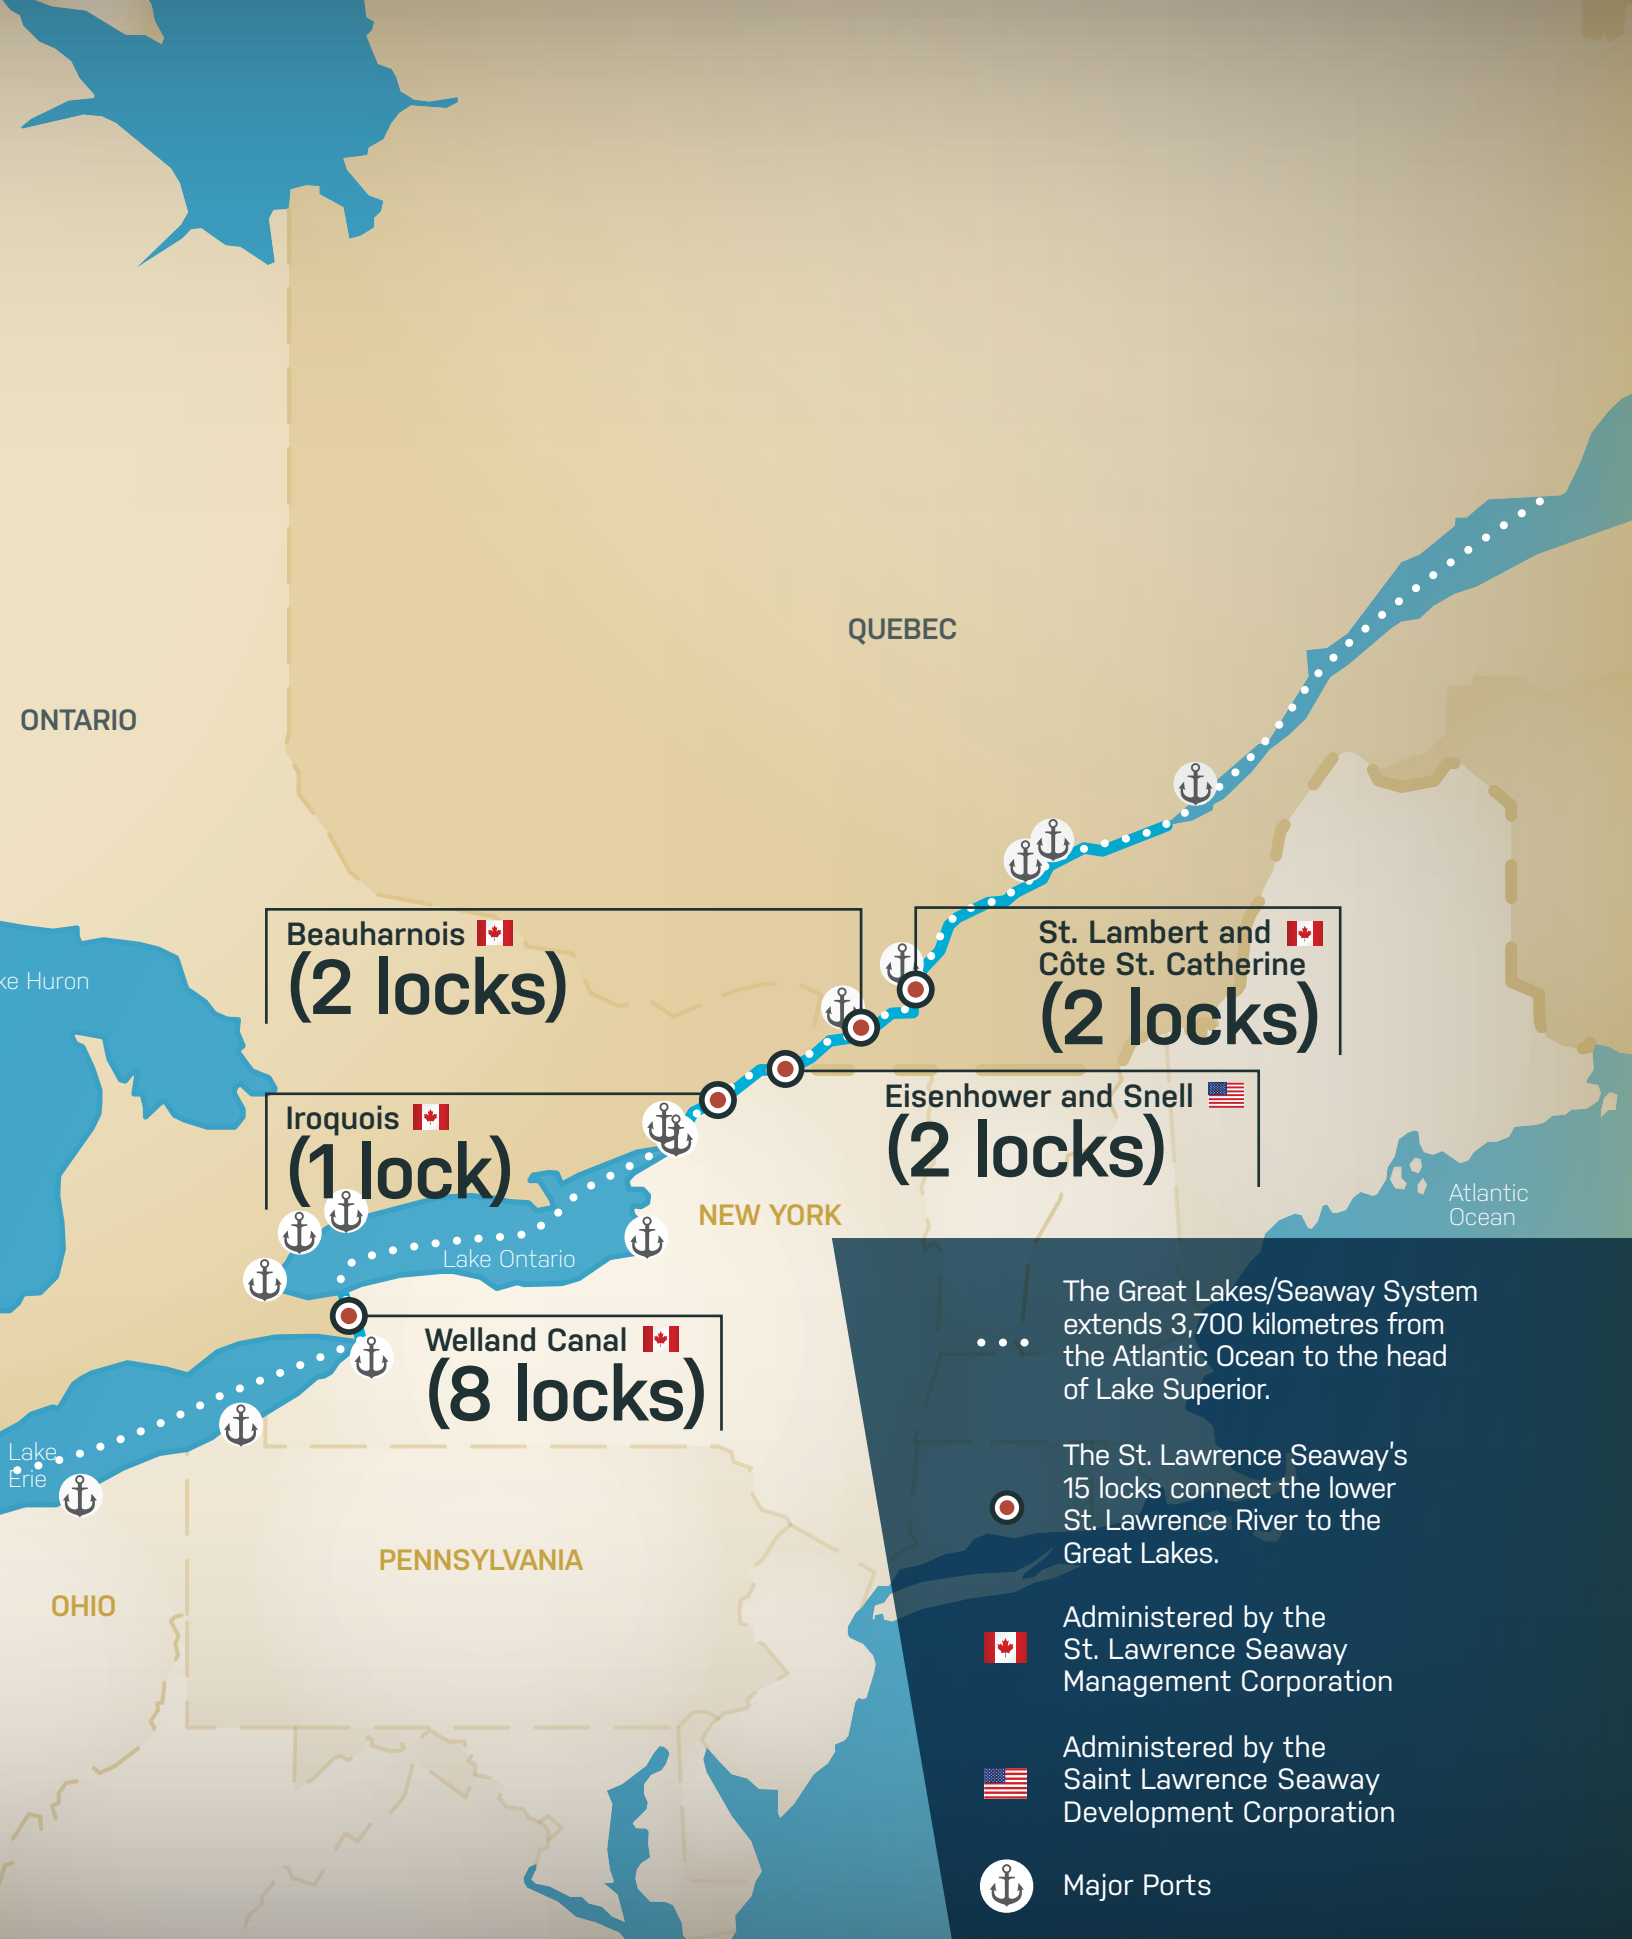 QUEBEC
ONTARIO
Beauharnois
(2 locks)
St. Lambert and
Côte St. Catherine
(2 locks)
ke Huron
Eisenhower and Snell
(2 locks)
Iroquois
(1 lock)
Atlantic
Ocean
NEW YORK
Lake Ontario
Welland Canal
(8 locks)
Lake
Erie
PENNSYLVANIA
OHIO
The Great Lakes/Seaway System
extends 3,700 kilometres from
the Atlantic Ocean to the head
of Lake Superior.
The St. Lawrence Seaway's
15 locks connect the lower
St. Lawrence River to the
Great Lakes.
Administered by the
St. Lawrence Seaway
Management Corporation
Administered by the
Saint Lawrence Seaway
Development Corporation
Major Ports